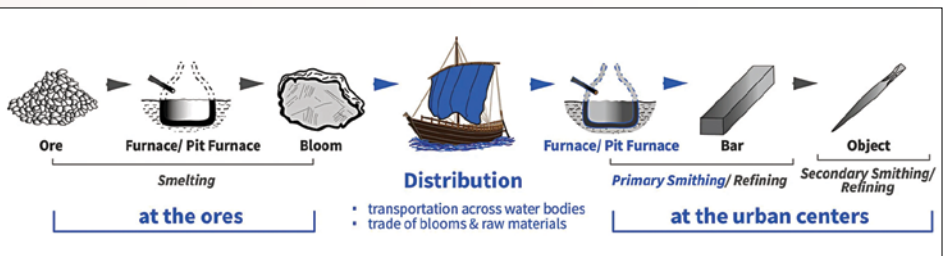 Ore
Furnace/ Pit Furnace
Bloom
Furnace/ Pit Furnace
Bar
Object
Smelting
Distribution
Primary Smithing/ Refining
Secondary Smithing/
Refining
at the ores
▪ transportation across water bodies
▪ trade of blooms & raw materials
at the urban centers